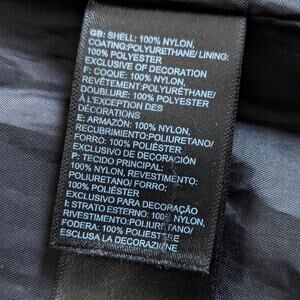 GB: SHELL: 100% NYLON,
COATING:POLYURETHANE/ LINING:
100% POLYESTER
EXCLUSIVE OF DECORATION
F: COQUE: 100% NYLON,
REVÊTEMENT:POLYURÉTHANE/
DOUBLURE: 100% POLYESTER
À L'EXCEPTION DES
DÉCORATIONS
E: ARMAZÓN: 100% NYLON,
RECUBRIMIENTO:POLIURETANO/
FORRO: 100% POLIÉSTER
EXCLUSIVO DE DECORACIÓN
P: TECIDO PRINCIPAL:
100% NYLON, REVESTIMENTO:
POLIURETANO/ FORRO:
100% POLIÉSTER
EXCLUSIVO PARA DECORAÇÃO
I: STRATO ESTERNO: 100% NYLON,
RIVESTIMENTO:POLIURETANO/
FODERA: 100% POLIESTERE
ESCLUSA LA DECORAZIONE